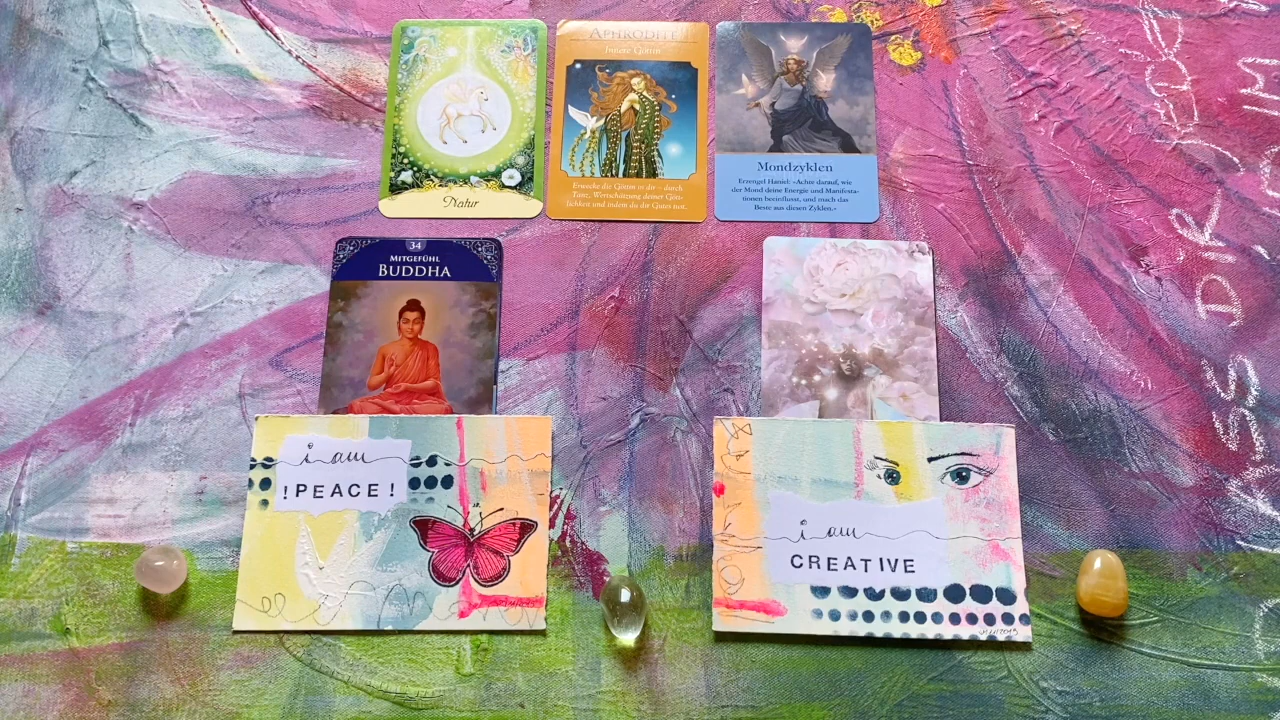 Natur
APHRODITE
Innere Göttin
Erwecke die Göttin in dir – durch
Tanz, Wertschätzung deiner Gött-
lichkeit und indem du dir Gutes tust.
Mondzyklen
Erzengel Haniel: »Achte darauf, wie
der Mond deine Energie und Manifesta-
tionen beeinflusst, und mach das
Beste aus diesen Zyklen.«
34
MITGEFÜHL
BUDDHA
i am
!PEACE!
i am
CREATIVE